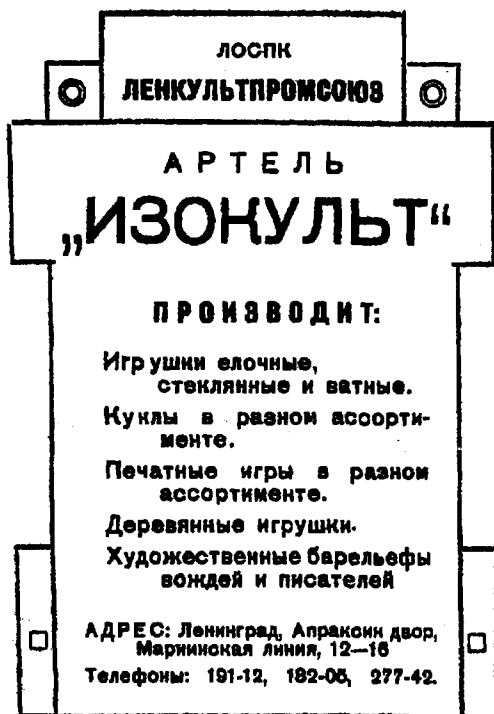 ЛОСПК
ЛЕНКУЛЬТПРОМСОЮЗ
АРТЕЛЬ
„ИЗОКУЛЬТ“
ПРОИЗВОДИТ:
Игрушки елочные,
стеклянные и ватные.
Куклы в разном ассорти-
менте.
Печатные игры в разном
ассортименте.
Деревянные игрушки.
Художественные барельефы
вождей и писателей
АДРЕС: Ленинград, Апраксин двор,
Мариинская линия, 12—16
Телефоны: 191-12, 182-05, 277-42.